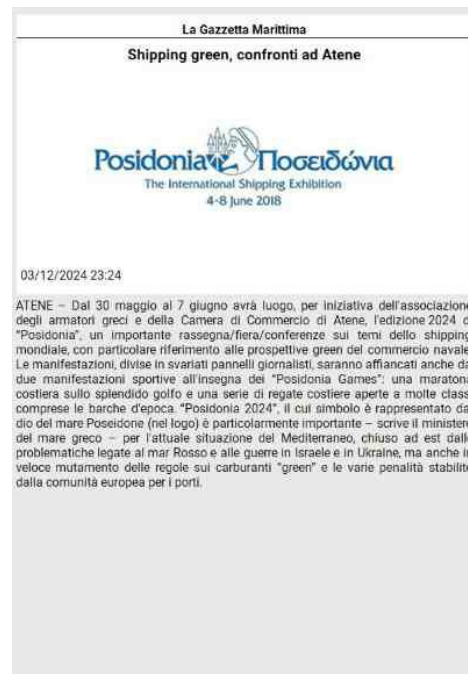 La Gazzetta Marittima
Shipping green, confronti ad Atene
Posidonia Ποσειδώνια
The International Shipping Exhibition
4-8 June 2018
03/12/2024 23:24
ATENE – Dal 30 maggio al 7 giugno avrà luogo, per iniziativa dell'associazione
degli armatori greci e della Camera di Commercio di Atene, l'edizione 2024 d
"Posidonia", un importante rassegna/fiera/conferenze sui temi dello shipping
mondiale, con particolare riferimento alle prospettive green del commercio navale
Le manifestazioni, divise in svariati pannelli giornalisti, saranno affiancati anche da
due manifestazioni sportive all'insegna dei "Posidonia Games": una maratona
costiera sullo splendido golfo e una serie di regate costiere aperte a molte class
comprese le barche d'epoca. "Posidonia 2024", il cui simbolo è rappresentato da
dio del mare Poseidone (nel logo) è particolarmente importante – scrive il ministero
del mare greco – per l'attuale situazione del Mediterraneo, chiuso ad est dall
problematiche legate al mar Rosso e alle guerre in Israele e in Ukraine, ma anche i
veloce mutamento delle regole sui carburanti "green" e le varie penalità stabilit
dalla comunità europea per i porti.